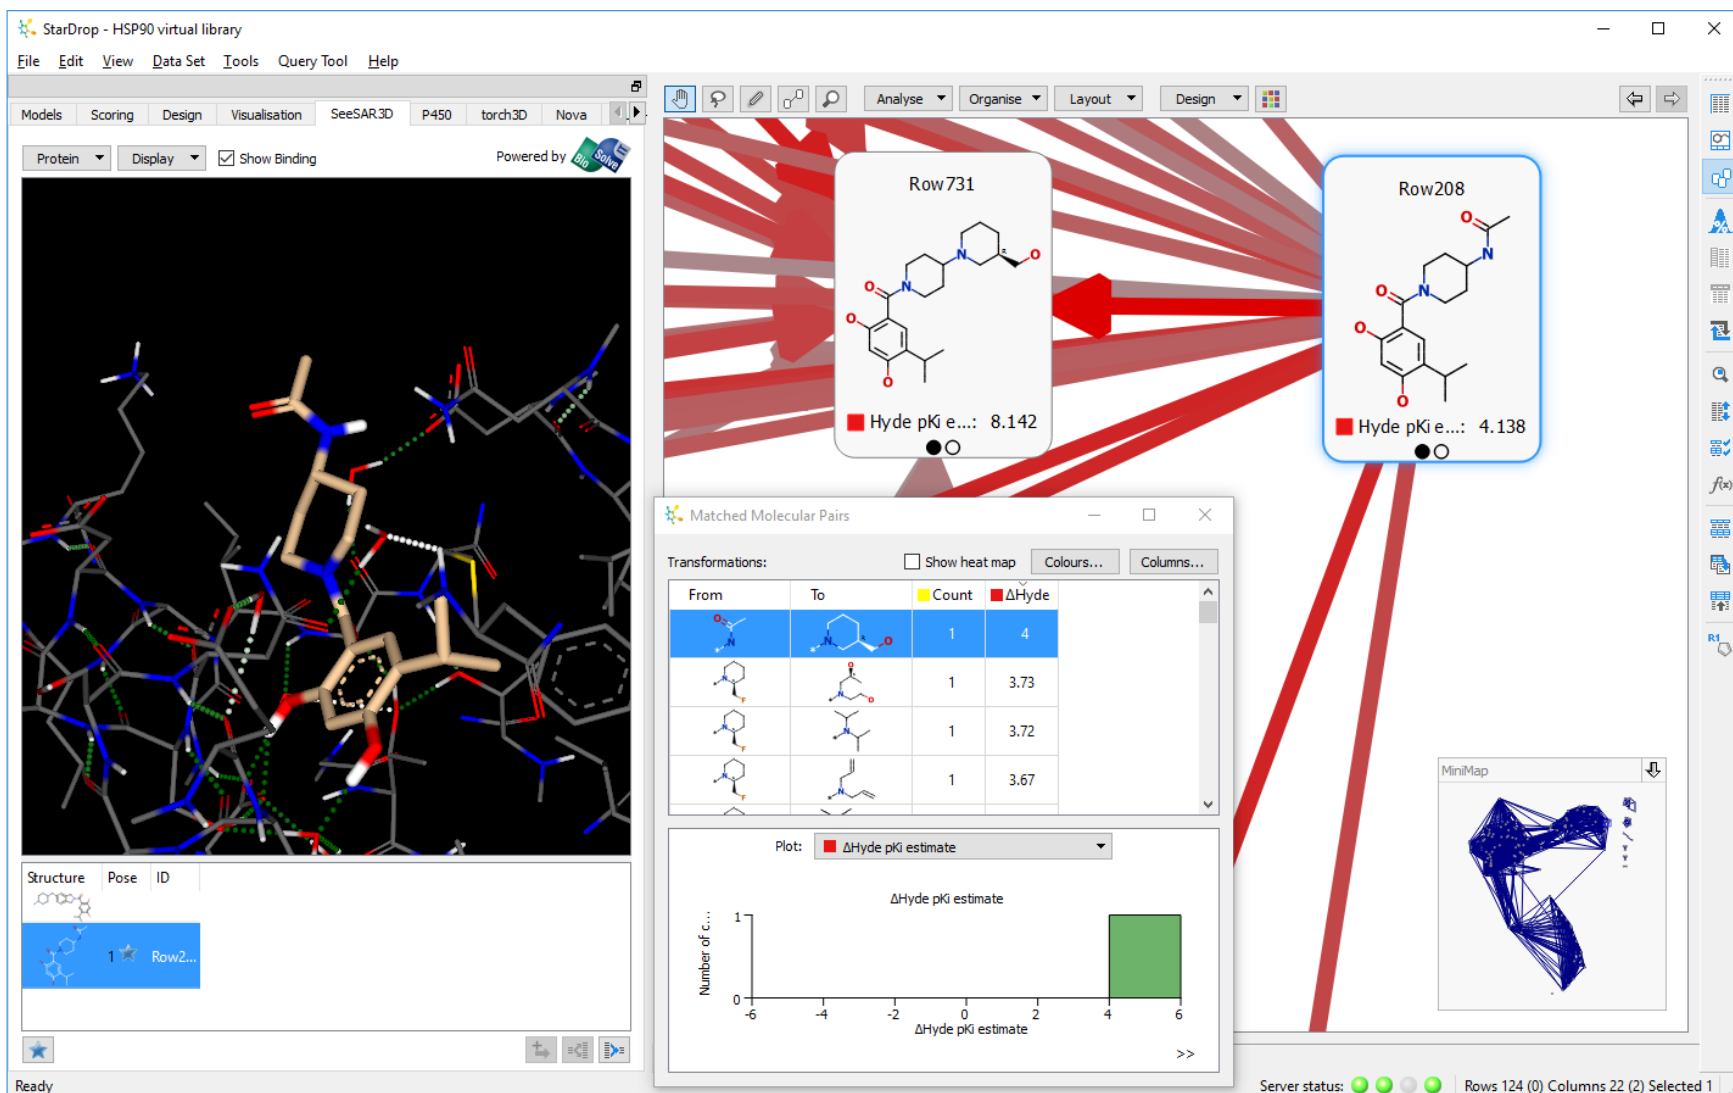 StarDrop - HSP90 virtual library
File Edit View Data Set Tools Query Tool Help
Models Scoring Design Visualisation SeeSAR3D P450 torch3D Nova
Protein Display Show Binding Powered by Bio Solve
Analyse Organise Layout Design
Row731
N
N
O
O
O
O
Hyde pKi e...: 8.142
Row208
O
N
N
O
O
O
Hyde pKi e...: 4.138
Matched Molecular Pairs
Transformations: Show heat map Colours... Columns...
From To Count ΔHyde
1 4
1 3.73
1 3.72
1 3.67
Plot: ΔHyde pKi estimate
ΔHyde pKi estimate
Number of c...
1
0
-6 -4 -2 0 2 4 6
ΔHyde pKi estimate
>>
MiniMap
Structure Pose ID
1 Row2...
f(x)
R1
Ready
Server status: Rows 124 (0) Columns 22 (2) Selected 1